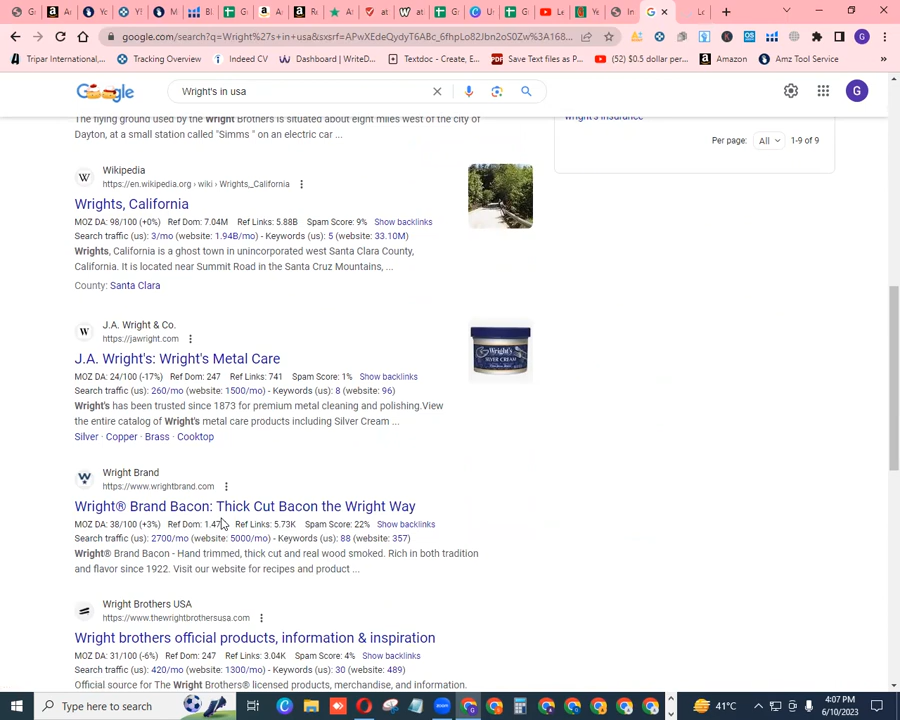 google.com/search?q=Wright%27s+in+usa&sxsrf=APwXEdeQydyT6ABc_6fhpLo82Jbn2oS0Zw%3A168...
Tripar International,...
Tracking Overview
Indeed CV
Dashboard | WriteD...
Textdoc - Create, E...
Save Text files as P...
(52) $0.5 dollar per...
Amazon
Amz Tool Service
Google
Wright's in usa
G
The flying ground used by the Wright Brothers is situated about eight miles west of the city of
Dayton, at a small station called "Simms " on an electric car ...
wright's insurance
Per page: All 1-9 of 9
Wikipedia
https://en.wikipedia.org › wiki › Wrights,_California
Wrights, California
MOZ DA: 98/100 (+0%) Ref Dom: 7.04M Ref Links: 5.88B Spam Score: 9% Show backlinks
Search traffic (us): 3/mo (website: 1.94B/mo) - Keywords (us): 5 (website: 33.10M)
Wrights, California is a ghost town in unincorporated west Santa Clara County,
California. It is located near Summit Road in the Santa Cruz Mountains, ...
County: Santa Clara
J.A. Wright & Co.
https://jawright.com
J.A. Wright's: Wright's Metal Care
MOZ DA: 24/100 (-17%) Ref Dom: 247 Ref Links: 741 Spam Score: 1% Show backlinks
Search traffic (us): 260/mo (website: 1500/mo) - Keywords (us): 8 (website: 96)
Wright's has been trusted since 1873 for premium metal cleaning and polishing.View
the entire catalog of Wright's metal care products including Silver Cream ...
Silver · Copper · Brass · Cooktop
Wright's
SILVER CREAM
Wright Brand
https://www.wrightbrand.com
Wright® Brand Bacon: Thick Cut Bacon the Wright Way
MOZ DA: 38/100 (+3%) Ref Dom: 1.47 Ref Links: 5.73K Spam Score: 22% Show backlinks
Search traffic (us): 2700/mo (website: 5000/mo) - Keywords (us): 88 (website: 357)
Wright® Brand Bacon - Hand trimmed, thick cut and real wood smoked. Rich in both tradition
and flavor since 1922. Visit our website for recipes and product ...
Wright Brothers USA
https://www.thewrightbrothersusa.com
Wright brothers official products, information & inspiration
MOZ DA: 31/100 (-6%) Ref Dom: 247 Ref Links: 3.04K Spam Score: 4% Show backlinks
Search traffic (us): 420/mo (website: 1300/mo) - Keywords (us): 30 (website: 489)
Official source for The Wright Brothers® licensed products, merchandise, and information.
Type here to search
41°C
4:07 PM
6/10/2023